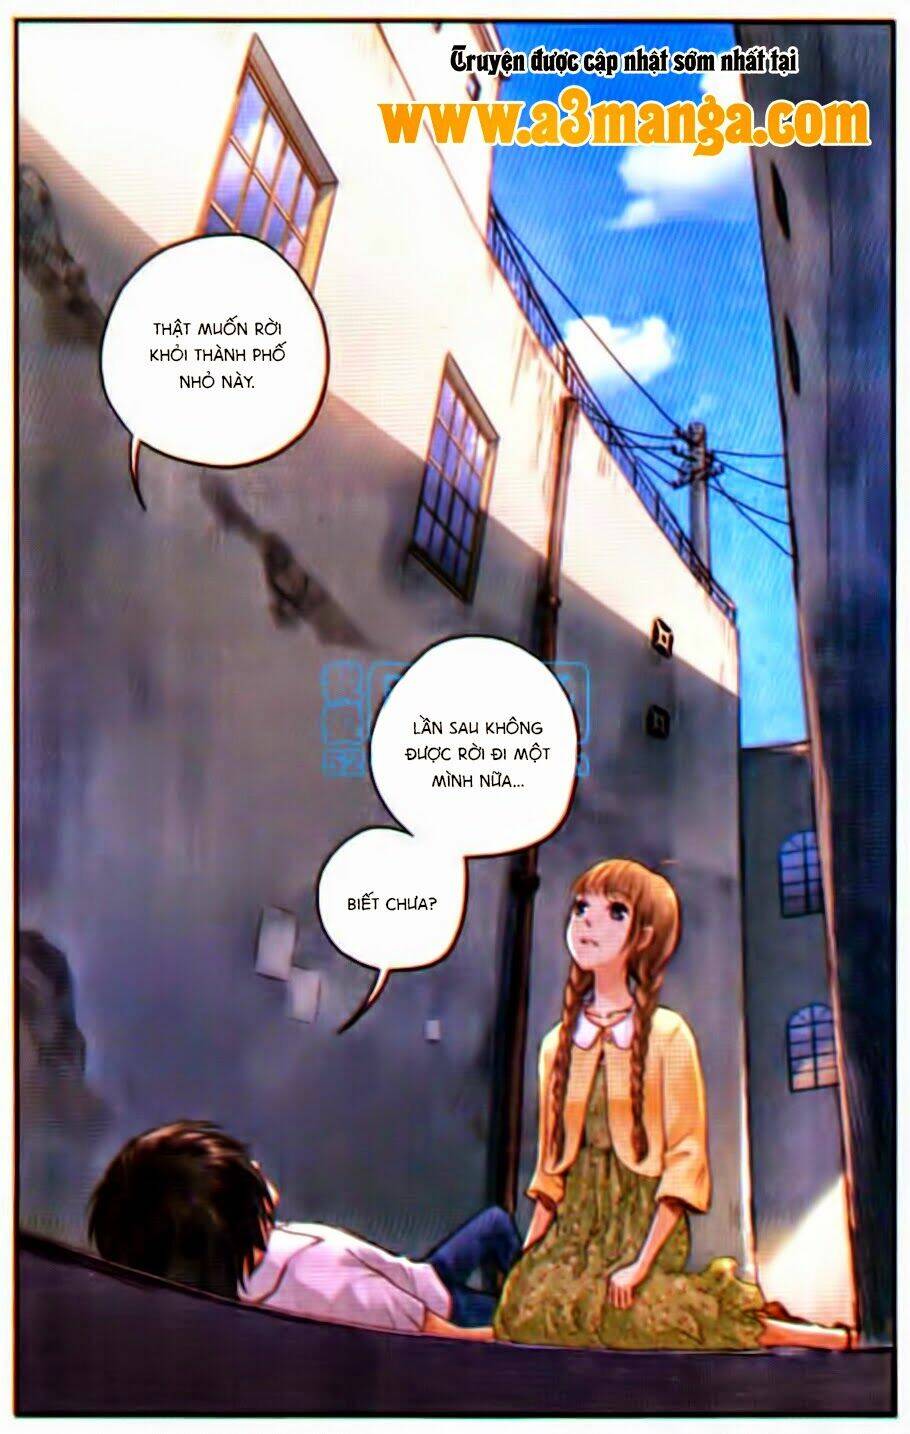 Truyện được cập nhật sớm nhất tại
www.a3manga.com
THẬT MUỐN RỜI
KHỎI THÀNH PHỐ
NHỎ NÀY.
LẦN SAU KHÔNG
ĐƯỢC RỜI ĐI MỘT
MÌNH NỮA...
BIẾT CHƯA?